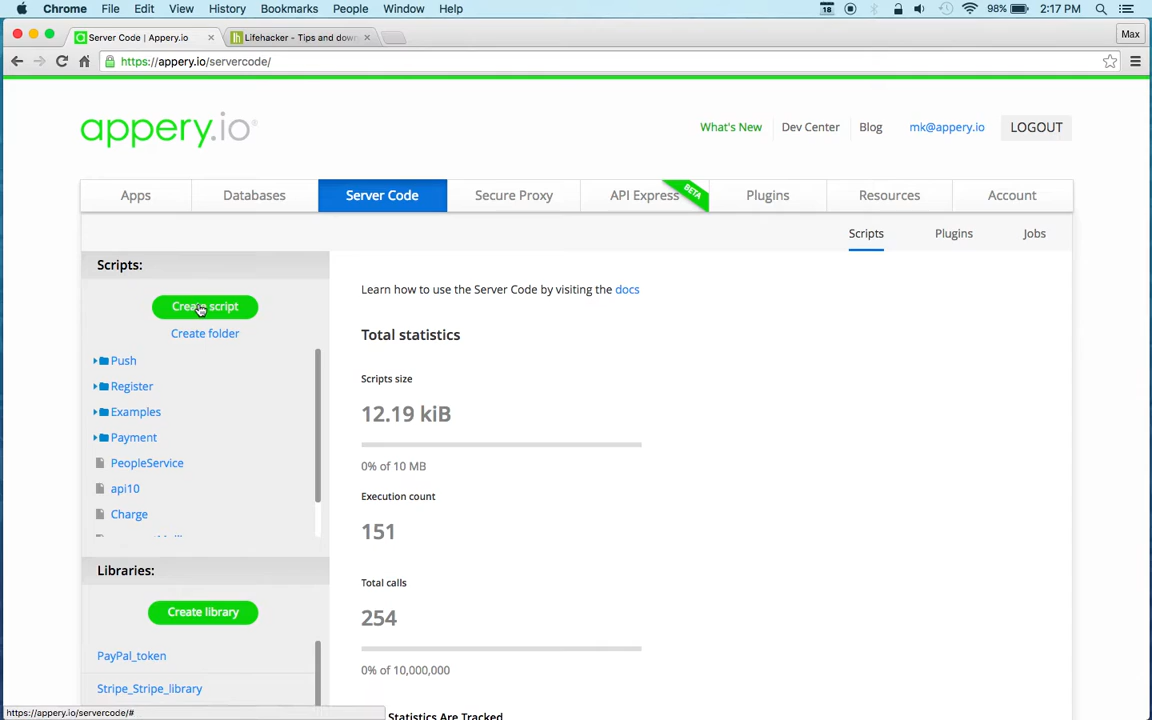 Chrome File Edit View History Bookmarks People Window Help 18 98% 2:17 PM
Server Code | Appery.io Lifehacker - Tips and dow Max
https://appery.io/servercode/
appery.io
What's New Dev Center Blog mk@appery.io LOGOUT
Apps Databases Server Code Secure Proxy API Express BETA Plugins Resources Account
Scripts Plugins Jobs
Scripts:
Create script
Create folder
Push
Register
Examples
Payment
PeopleService
api10
Charge
Libraries:
Create library
PayPal_token
Stripe_Stripe_library
Learn how to use the Server Code by visiting the docs
Total statistics
Scripts size
12.19 kiB
0% of 10 MB
Execution count
151
Total calls
254
0% of 10,000,000
Statistics Are Tracked
https://appery.io/servercode/#